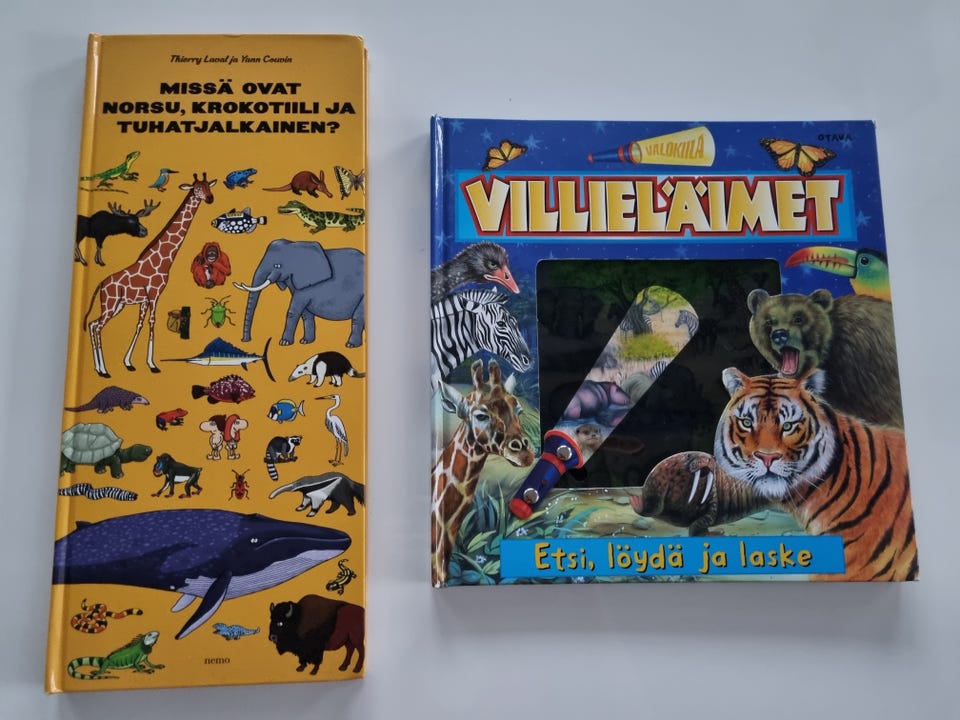 Thierry Laval ja Yann Couvin
MISSÄ OVAT
NORSU, KROKOTIILI JA
TUHATJALKAINEN?
nemo
OTAVA
VALOKIILA
VILLIELÄIMET
Etsi, löydä ja laske